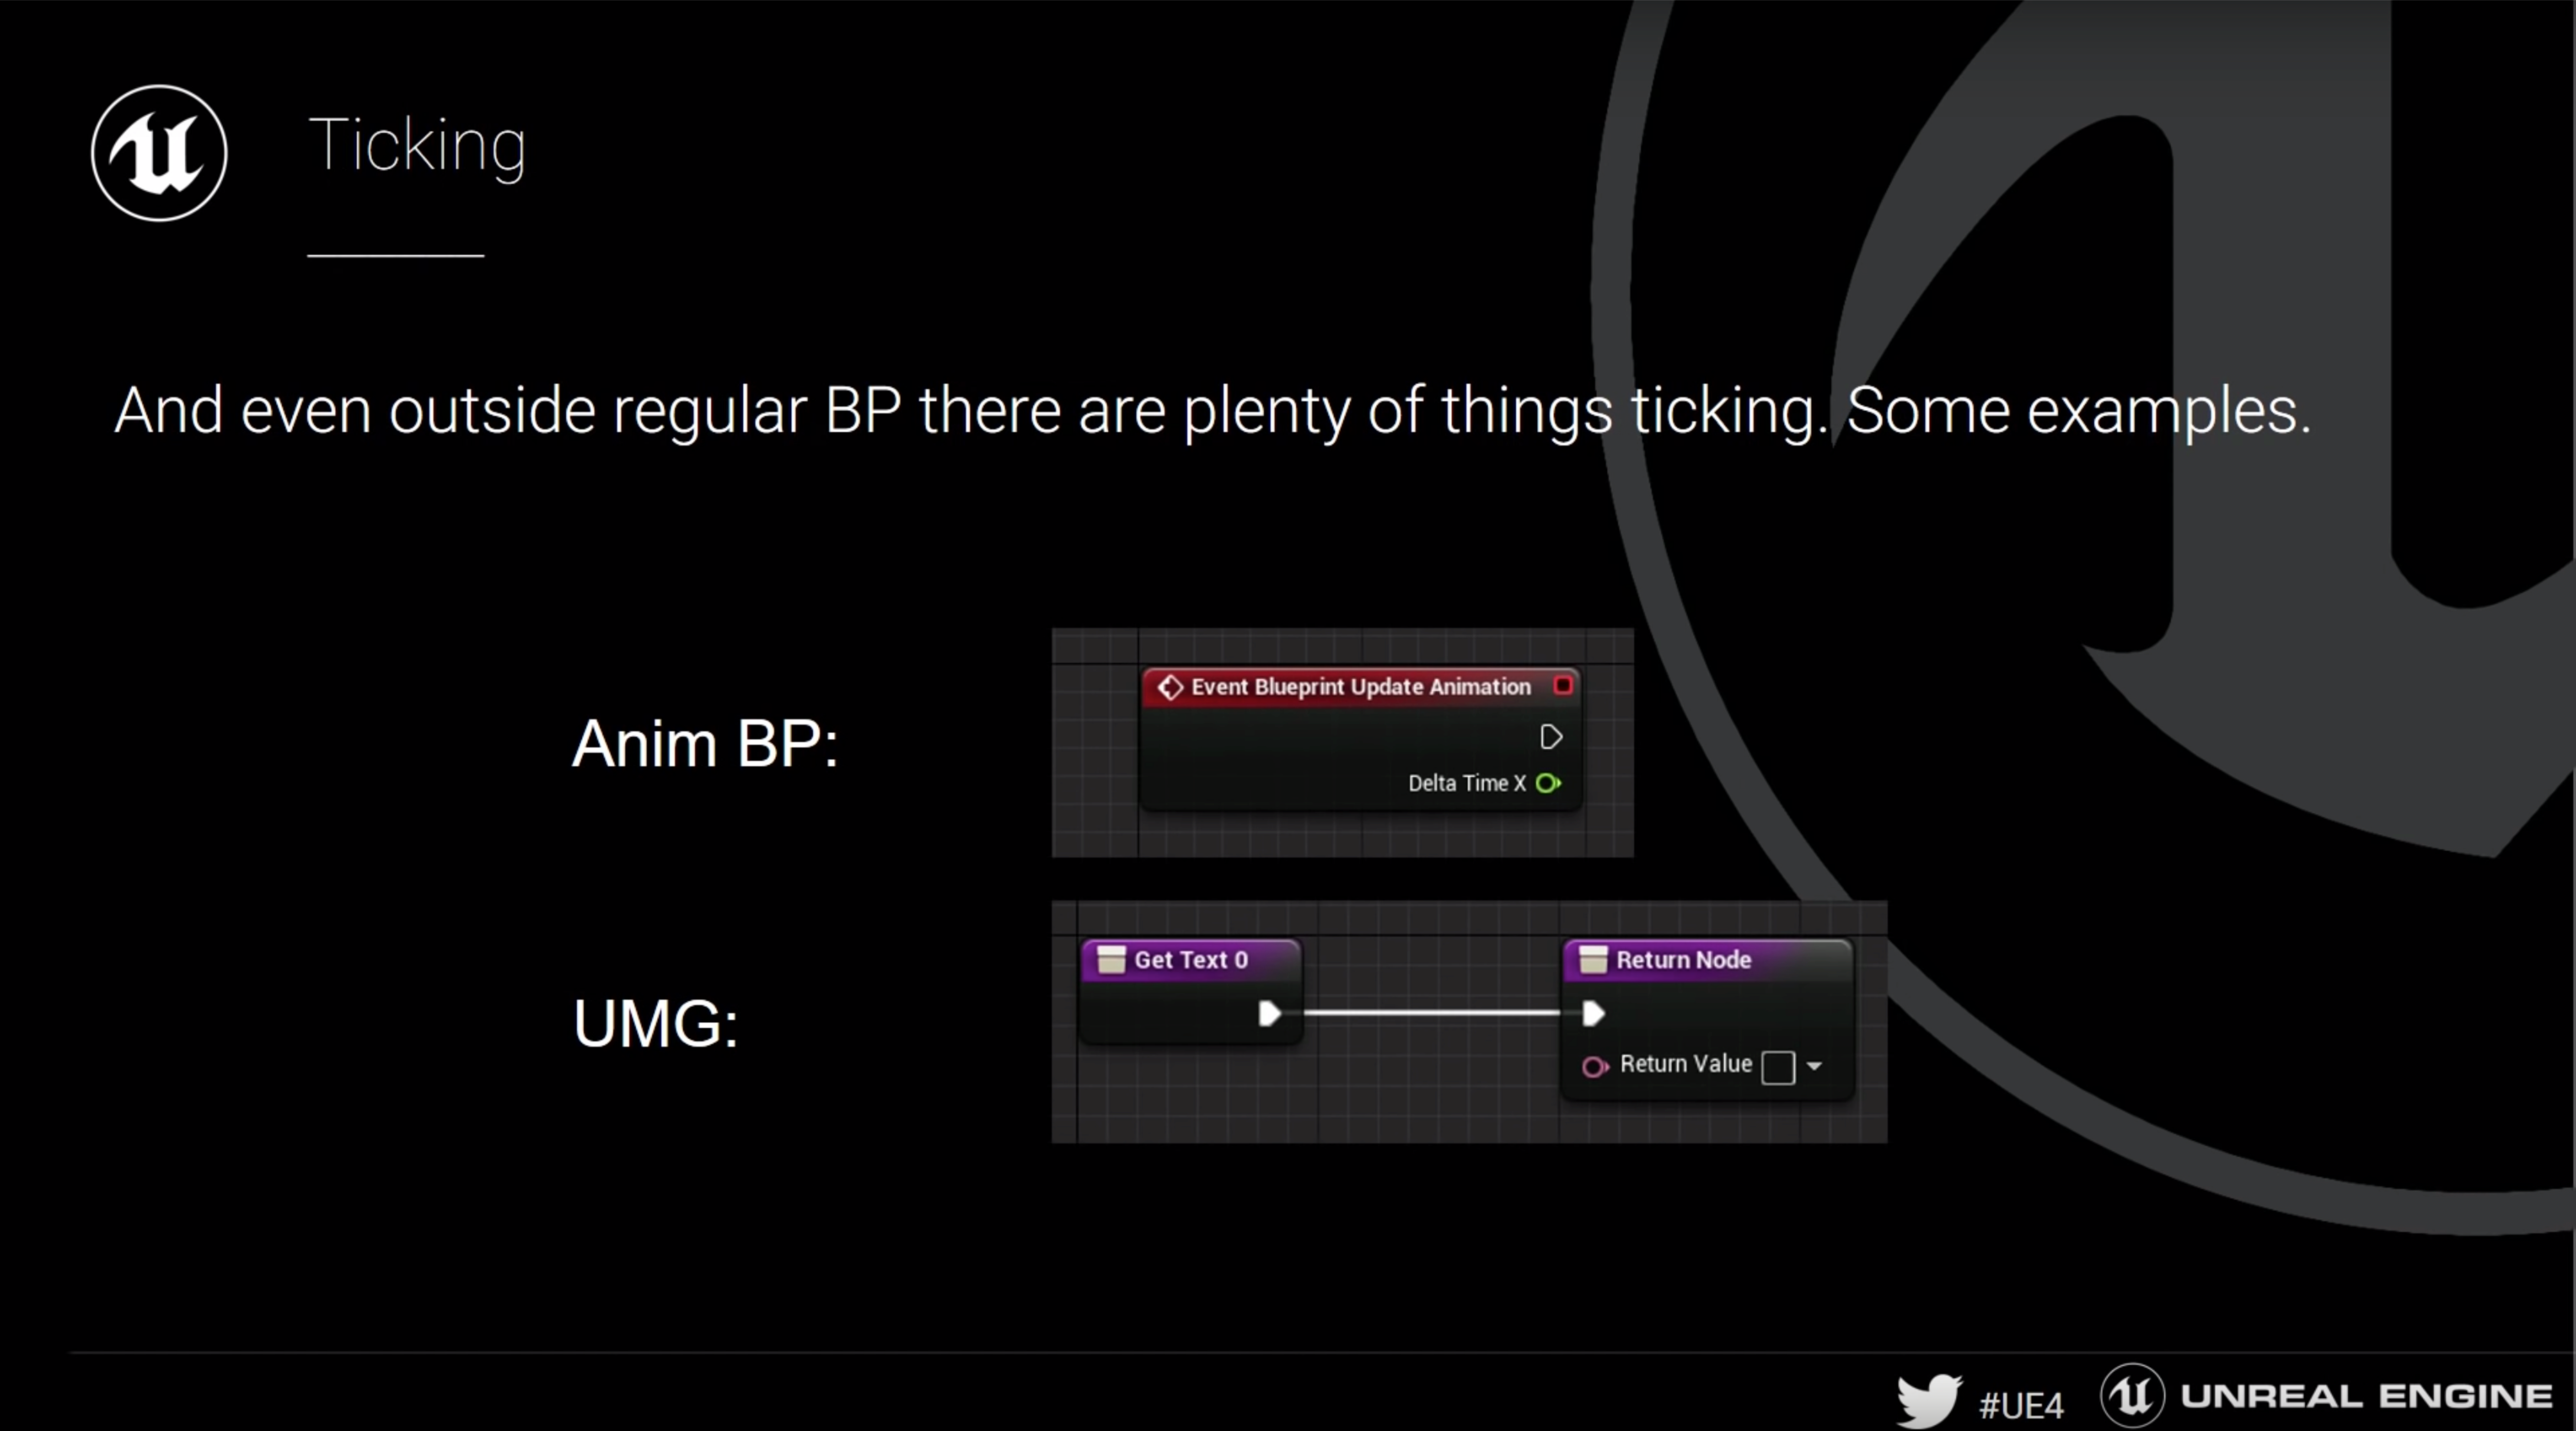 Ticking
And even outside regular BP there are plenty of things ticking. Some examples.
Anim BP:
Event Blueprint Update Animation
Delta Time X
UMG:
Get Text 0
Return Node
Return Value
#UE4
UNREAL ENGINE